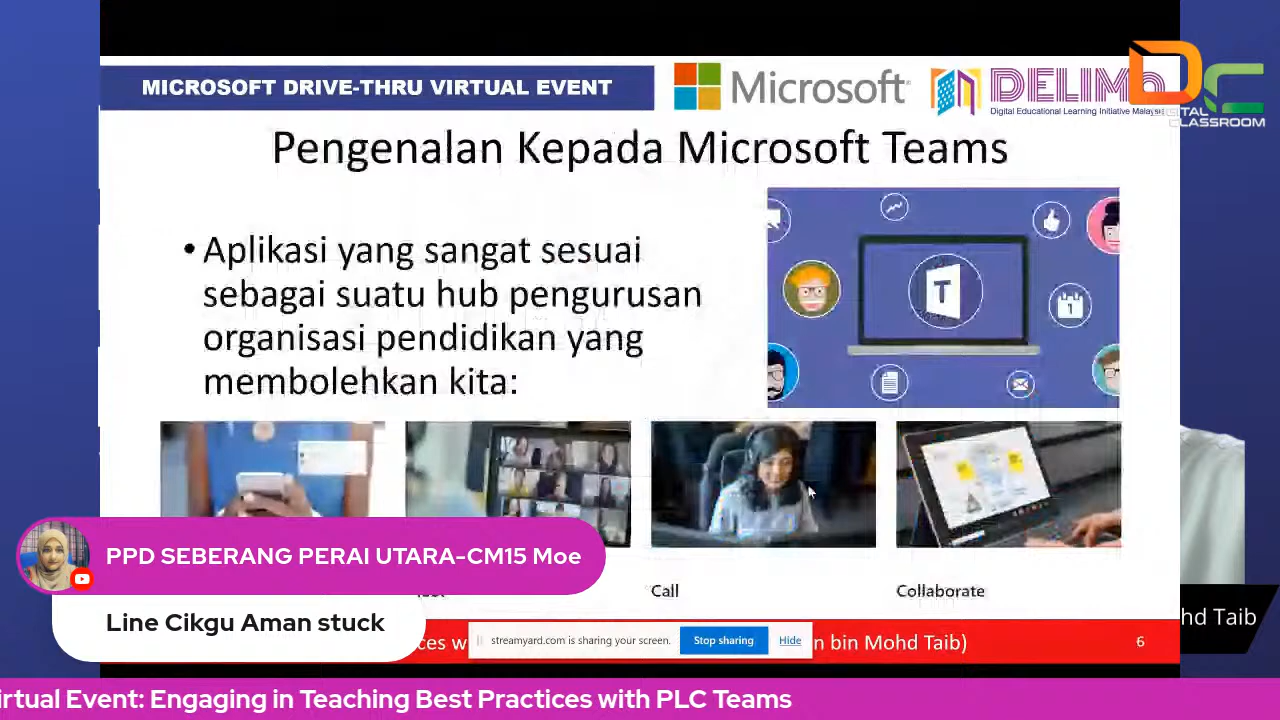 MICROSOFT DRIVE-THRU VIRTUAL EVENT
Microsoft
DELIMa
Digital Educational Learning Initiative Malaysia
DIGITAL
CLASSROOM
Pengenalan Kepada Microsoft Teams
• Aplikasi yang sangat sesuai
sebagai suatu hub pengurusan
organisasi pendidikan yang
membolehkan kita:
T
1
Call
Collaborate
PPD SEBERANG PERAI UTARA-CM15 Moe
Line Cikgu Aman stuck
streamyard.com is sharing your screen.
Stop sharing
Hide
n bin Mohd Taib)
6
hd Taib
irtual Event: Engaging in Teaching Best Practices with PLC Teams